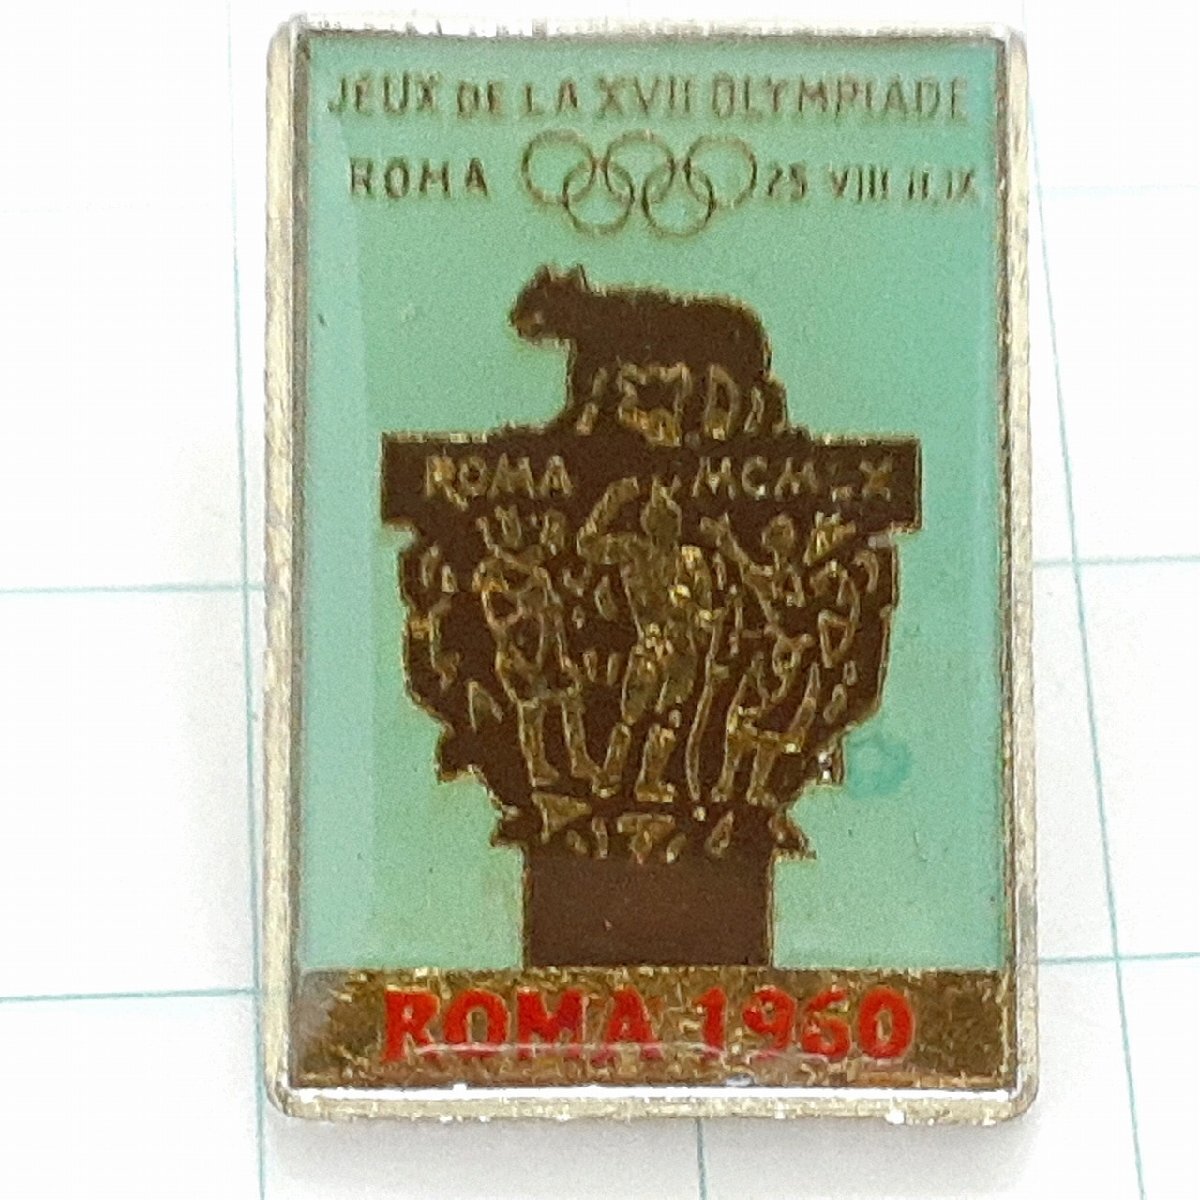 JEUX DE LA XVII OLYMPIADE
ROMA 25 VIII 11 IX
ROMA MCMLX
ROMA 1960